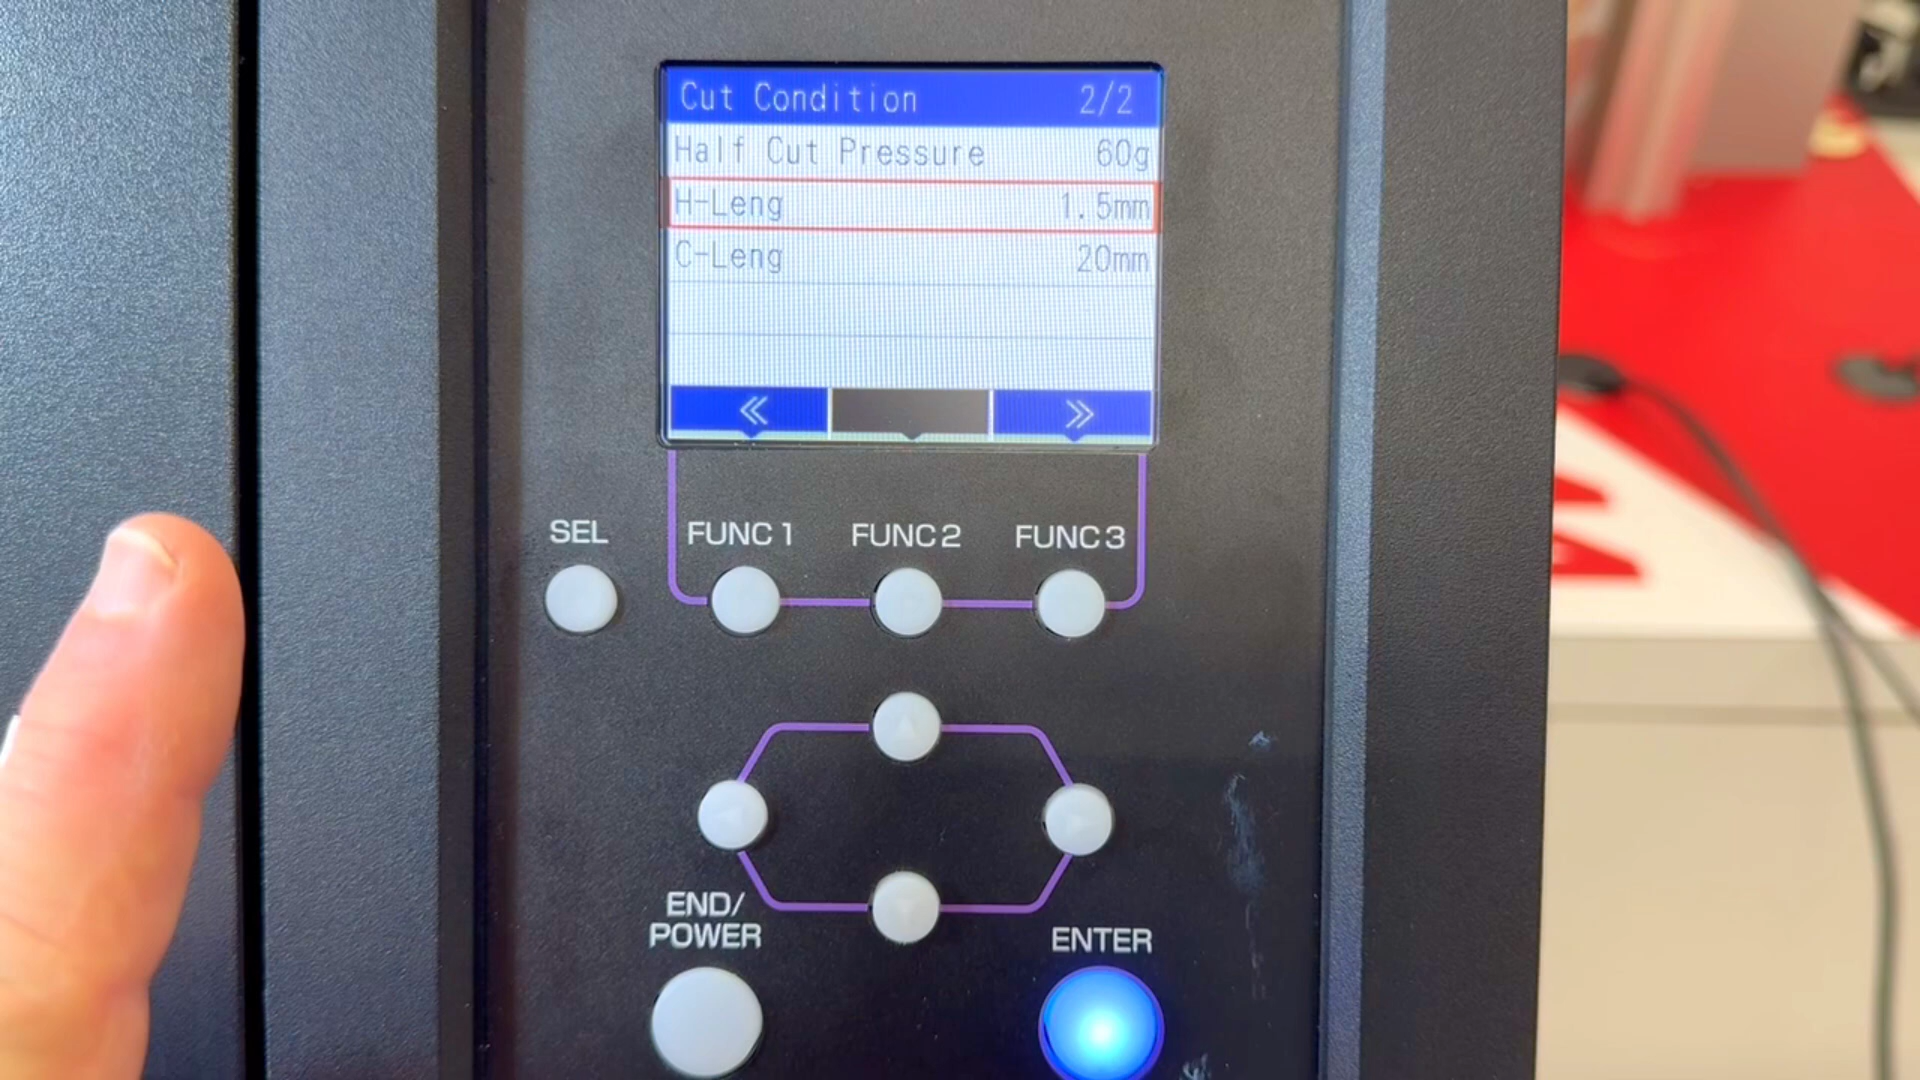 Cut Condition 2/2
Half Cut Pressure 60g
H-Leng 1.5mm
C-Leng 20mm
SEL FUNC1 FUNC2 FUNC3
END/
POWER
ENTER